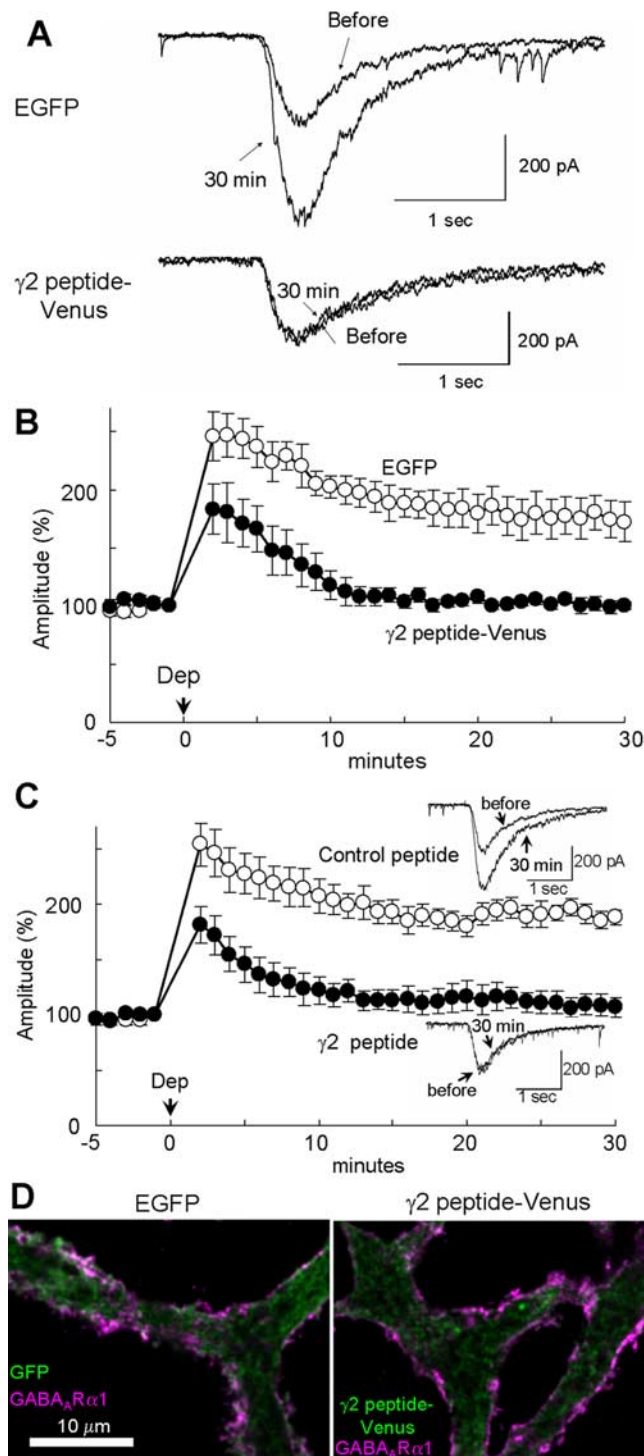 A
EGFP
Before
30 min
200 pA
1 sec
γ2 peptide-
Venus
30 min
Before
200 pA
1 sec
B
Amplitude (%)
200
100
0
EGFP
γ2 peptide-Venus
Dep
-5 0 10 20 30
minutes
C
Amplitude (%)
200
100
0
Control peptide
before
30 min
200 pA
1 sec
γ2 peptide
30 min
before
200 pA
1 sec
Dep
-5 0 10 20 30
minutes
D
EGFP
γ2 peptide-Venus
GFP
GABAARα1
10 μm
γ2 peptide-
Venus
GABAARα1